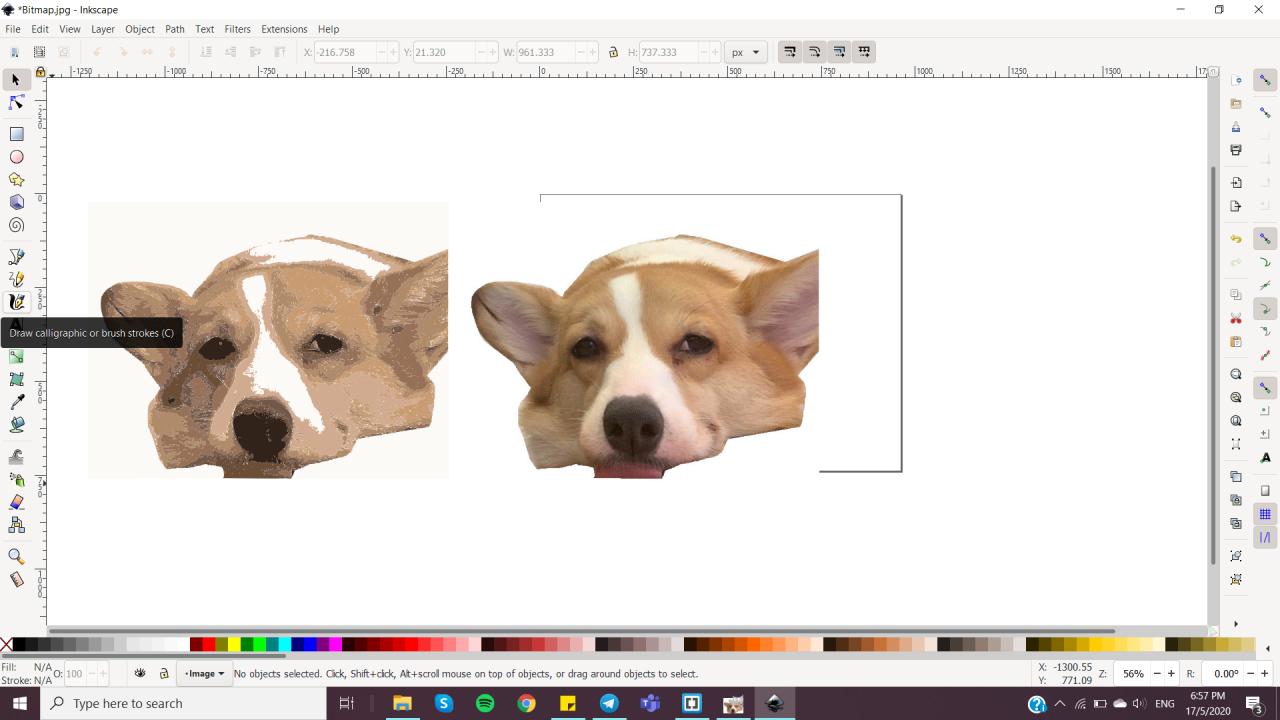 *Bitmap.jpg - Inkscape
File Edit View Layer Object Path Text Filters Extensions Help
X: -216.758 Y: 21.320 W: 961.333 H: 737.333 px
-1250 -1000 -750 -500 -250 0 250 500 750 1000 1250 1500
Draw calligraphic or brush strokes (C)
Fill: N/A O: 100 •Image No objects selected. Click, Shift+click, Alt+scroll mouse on top of objects, or drag around objects to select. X: -1300.55 Z: 56% R: 0.00°
Stroke: N/A Y: 771.09
Type here to search ENG 6:57 PM
17/5/2020 3